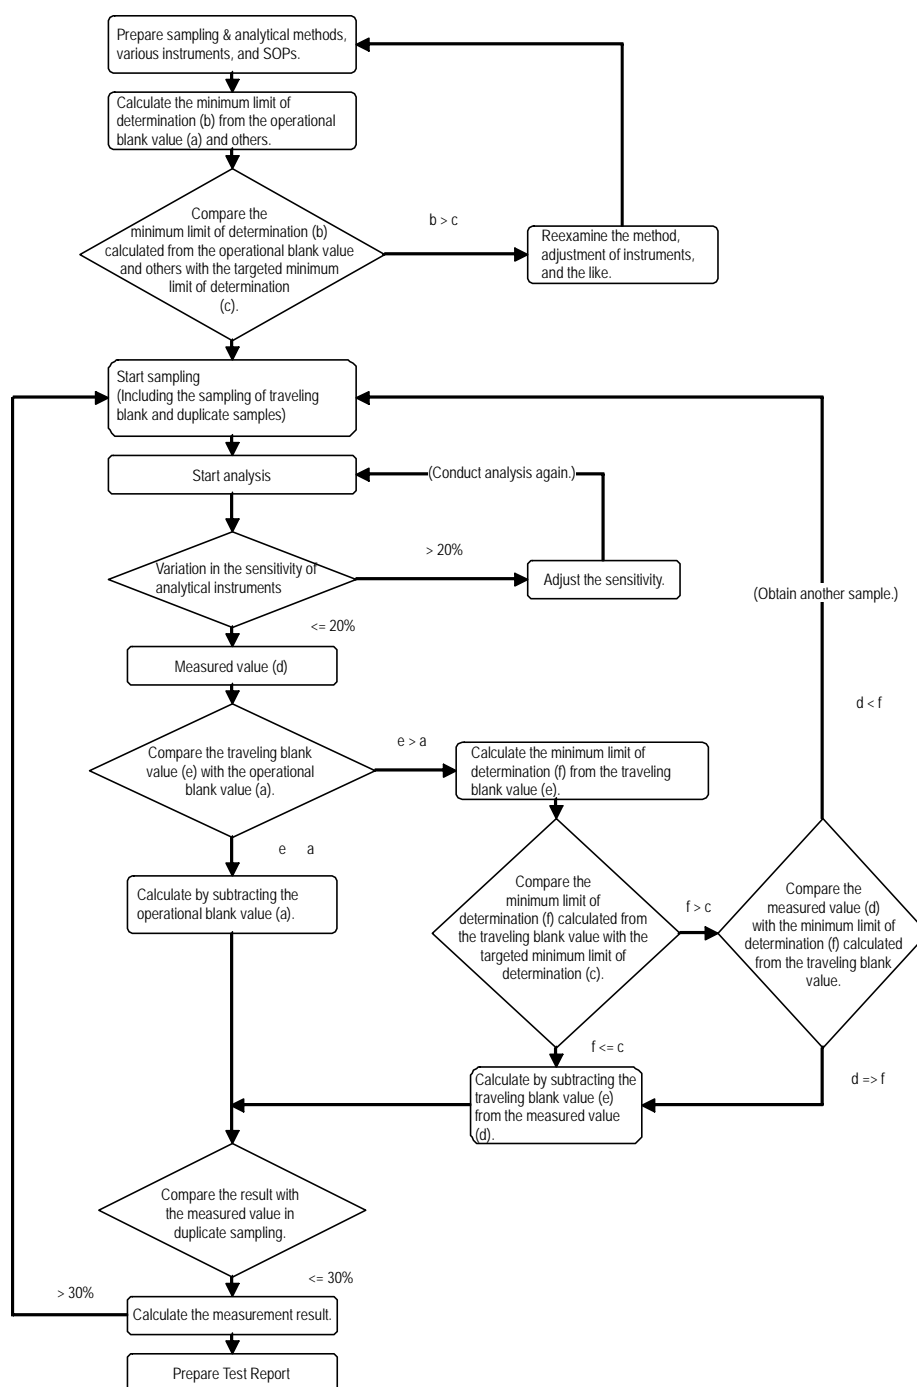 Prepare sampling & analytical methods,
various instruments, and SOPs.
Calculate the minimum limit of
determination (b) from the operational
blank value (a) and others.
Compare the
minimum limit of determination (b)
calculated from the operational blank value
and others with the targeted minimum
limit of determination
(c).
b > c
Reexamine the method,
adjustment of instruments,
and the like.
Start sampling
(Including the sampling of traveling
blank and duplicate samples)
Start analysis
(Conduct analysis again.)
Variation in the sensitivity of
analytical instruments
> 20%
Adjust the sensitivity.
(Obtain another sample.)
<= 20%
Measured value (d)
d < f
Compare the traveling blank
value (e) with the operational
blank value (a).
e > a
Calculate the minimum limit of
determination (f) from the traveling
blank value (e).
e a
Calculate by subtracting the
operational blank value (a).
Compare the
minimum limit of
determination (f) calculated from
the traveling blank value with the
targeted minimum limit of
determination (c).
f > c
Compare the
measured value (d)
with the minimum limit of
determination (f) calculated
from the traveling blank
value.
f <= c
d => f
Calculate by subtracting the
traveling blank value (e)
from the measured value
(d).
Compare the result with
the measured value in
duplicate sampling.
<= 30%
> 30%
Calculate the measurement result.
Prepare Test Report